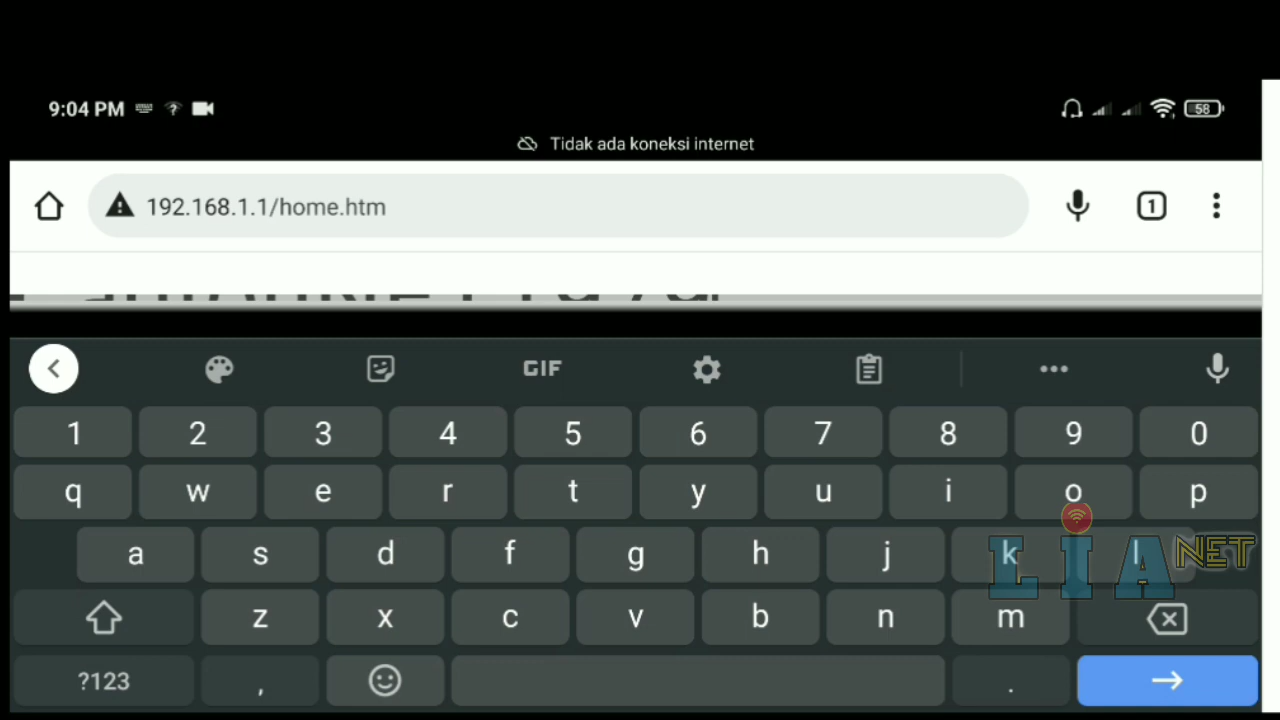 9:04 PM
58
Tidak ada koneksi internet
192.168.1.1/home.htm
1
GIF
1 2 3 4 5 6 7 8 9 0
q w e r t y u i o p
a s d f g h j k l
z x c v b n m
?123 , .
LIA NET